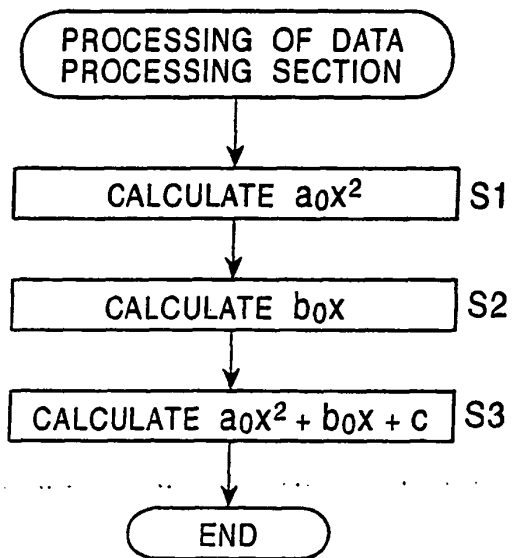 PROCESSING OF DATA
PROCESSING SECTION
CALCULATE a₀x² S1
CALCULATE b₀x S2
CALCULATE a₀x² + b₀x + c S3
END